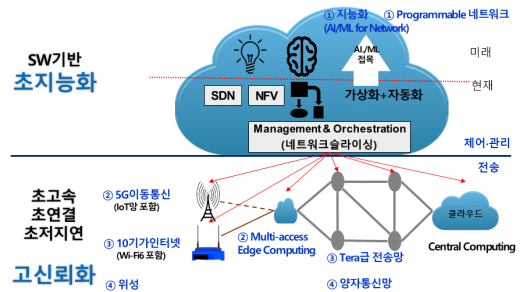 ① 지능화
(AI/ML for Network)
① Programmable 네트워크
AI/ML
접목
미래
SW기반
초지능화
현재
SDN
NFV
가상화+자동화
Management & Orchestration
(네트워크슬라이싱)
제어·관리
전송
초고속
초연결
초저지연
② 5G이동통신
(IoT망 포함)
클라우드
② Multi-access
Edge Computing
③ 10기가인터넷
(Wi-Fi6 포함)
③ Tera급 전송망
Central Computing
고신뢰화
④ 위성
④ 양자통신망